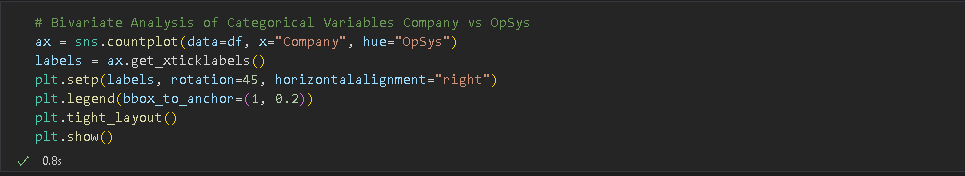 # Bivariate Analysis of Categorical Variables Company vs OpSys
ax = sns.countplot(data=df, x="Company", hue="OpSys")
labels = ax.get_xticklabels()
plt.setp(labels, rotation=45, horizontalalignment="right")
plt.legend(bbox_to_anchor=(1, 0.2))
plt.tight_layout()
plt.show()
0.8s